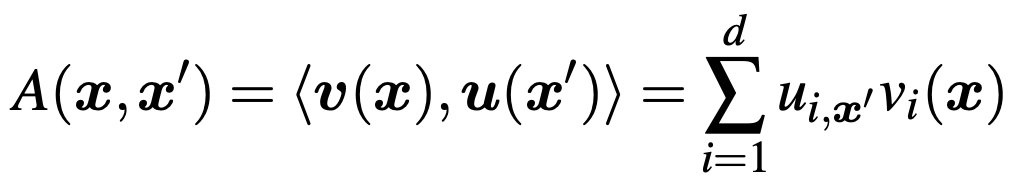 A(𝒙, 𝒙′) = ⟨𝒗(𝒙), 𝒖(𝒙′)⟩ = ∑_{i=1}^{d} u_{i,𝒙′} v_i(𝒙)